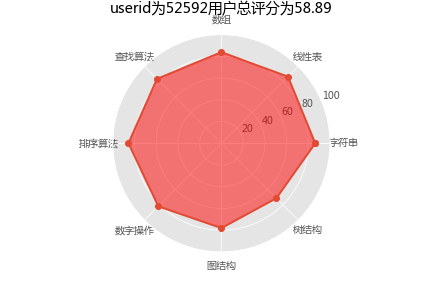 userid为52592用户总评分为58.89
数组
查找算法
线性表
100
80
60
40
20
排序算法
字符串
数字操作
树结构
图结构